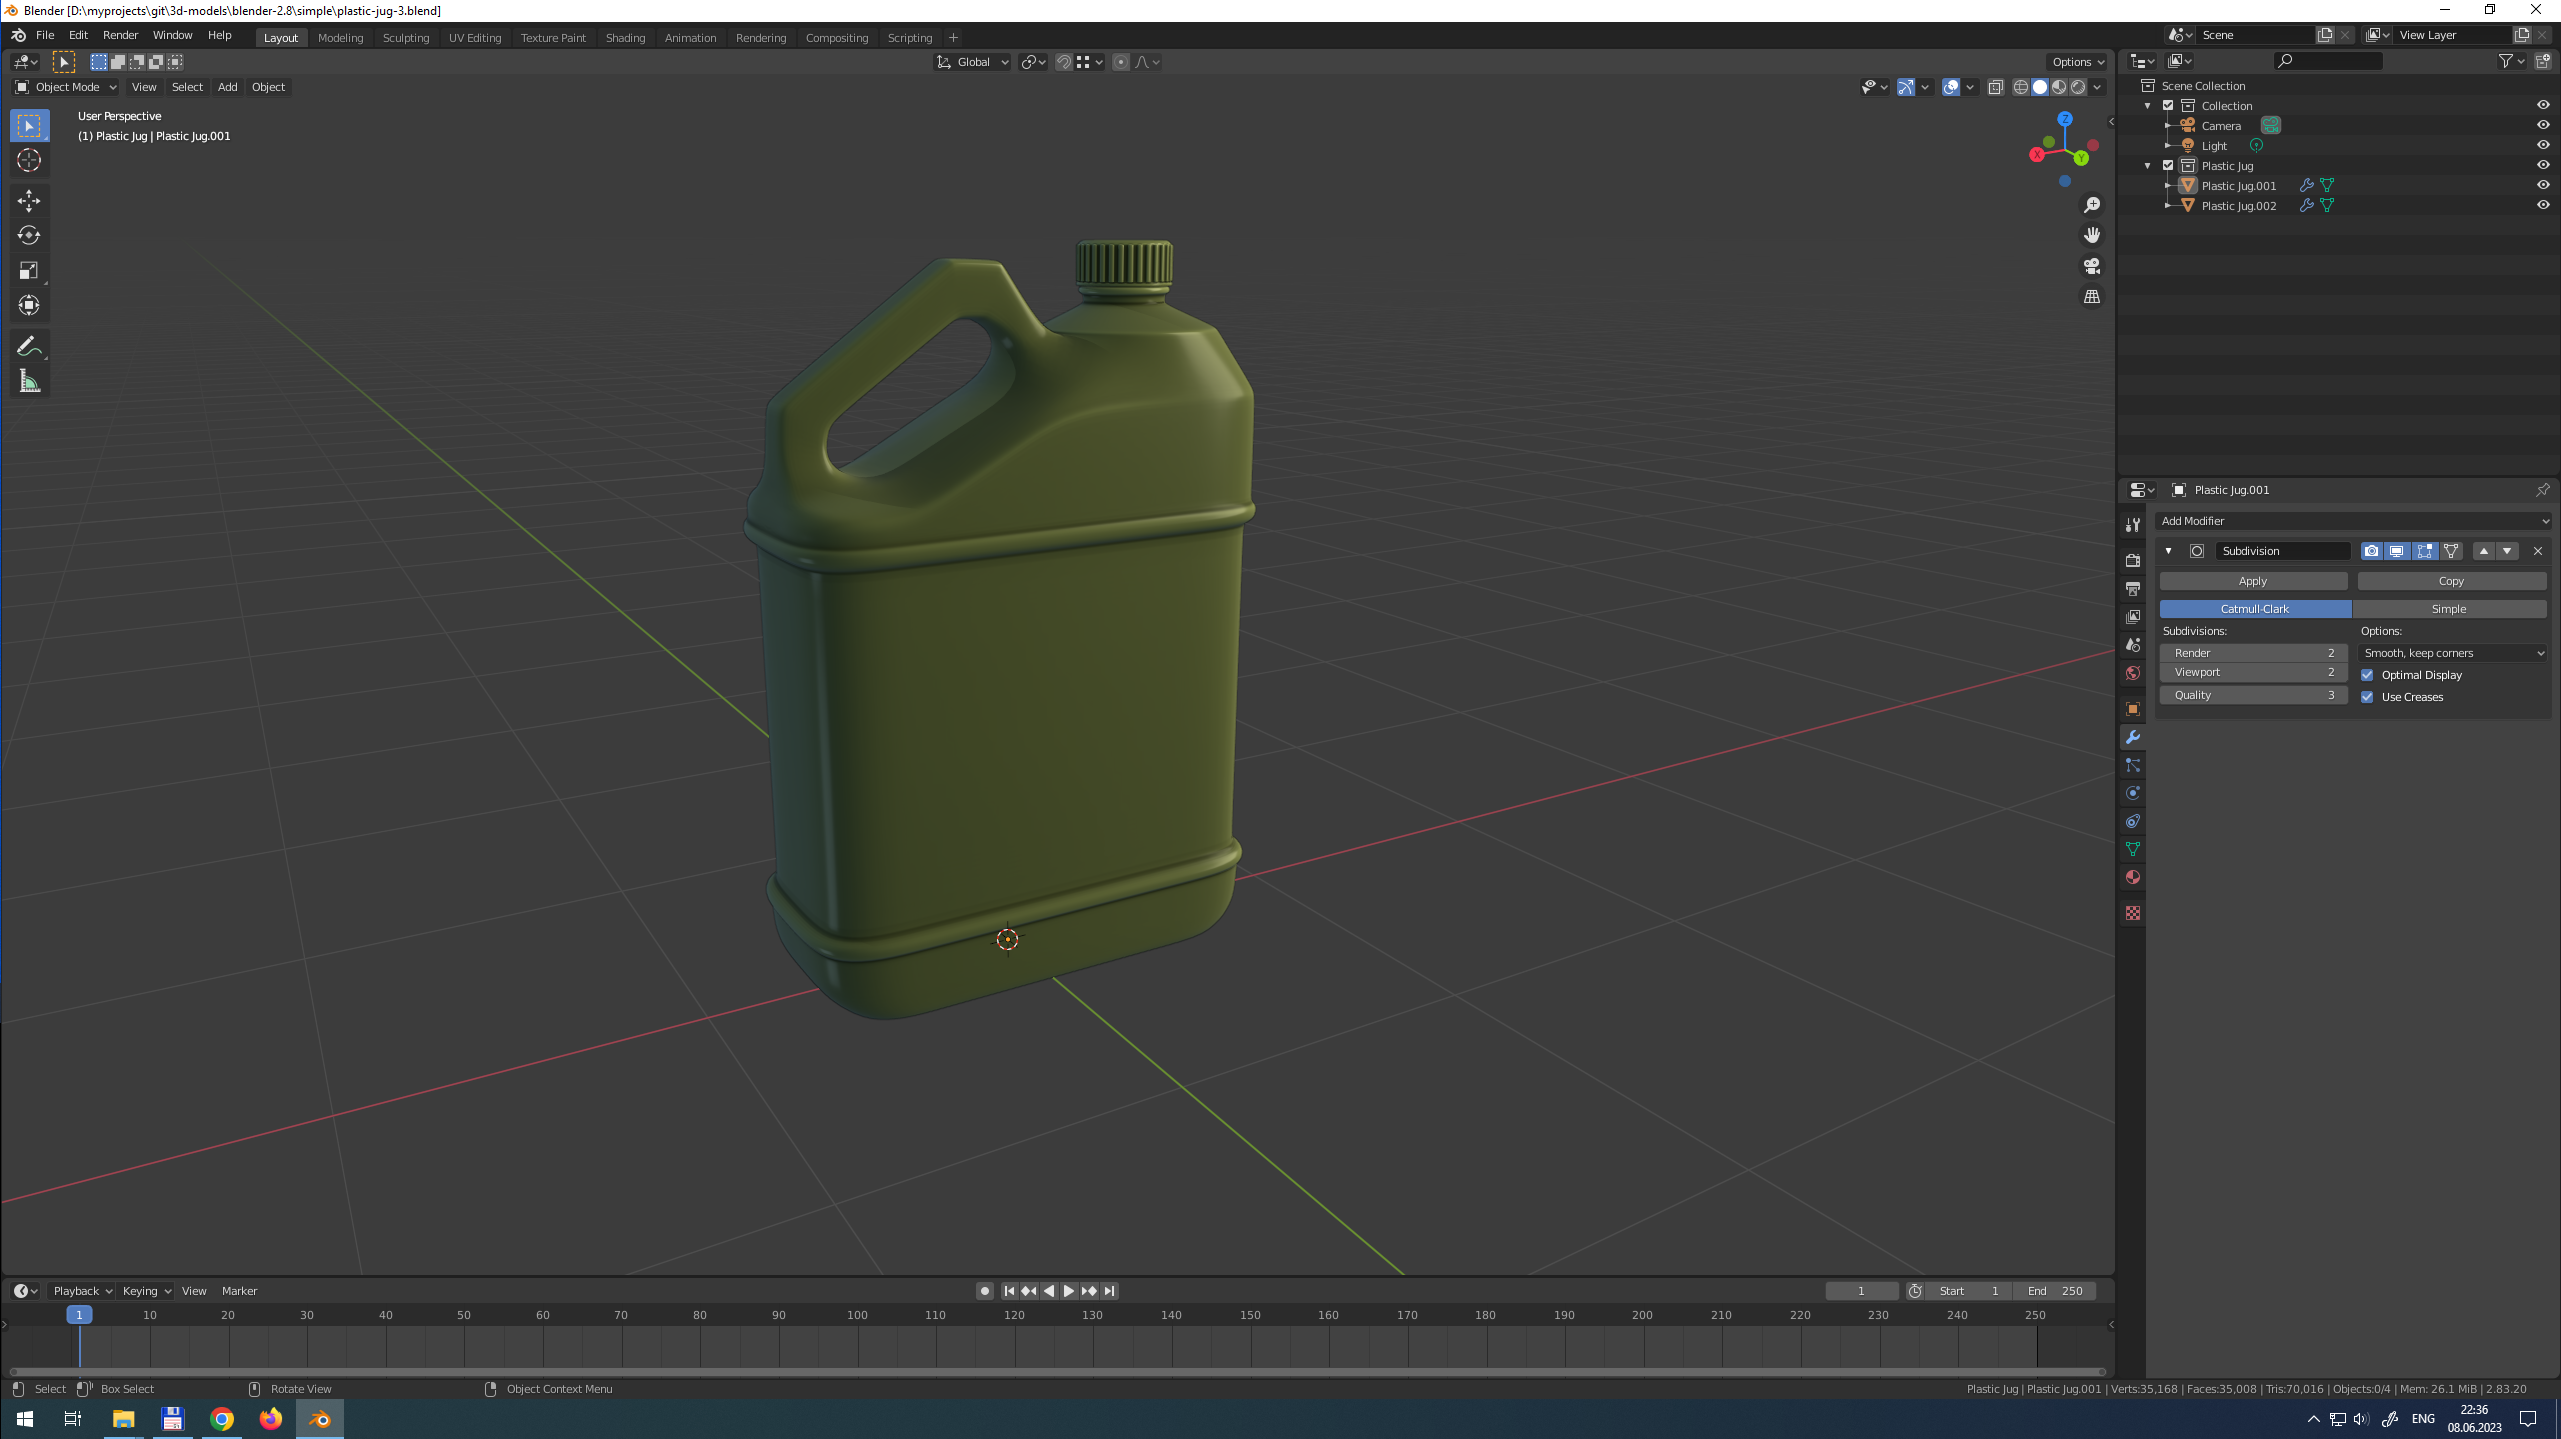 Blender [D:\myprojects\git\3d-models\blender-2.8\simple\plastic-jug-3.blend]
File Edit Render Window Help Layout Modeling Sculpting UV Editing Texture Paint Shading Animation Rendering Compositing Scripting + Scene View Layer
Global Options
Object Mode View Select Add Object
User Perspective
(1) Plastic Jug | Plastic Jug.001
Z
X
Y
Scene Collection
Collection
Camera
Light
Plastic Jug
Plastic Jug.001
Plastic Jug.002
Plastic Jug.001
Add Modifier
Subdivision
Apply Copy
Catmull-Clark Simple
Subdivisions: Options:
Render 2 Smooth, keep corners
Viewport 2 Optimal Display
Quality 3 Use Creases
Playback Keying View Marker 1 Start 1 End 250
1 10 20 30 40 50 60 70 80 90 100 110 120 130 140 150 160 170 180 190 200 210 220 230 240 250
Select Box Select Rotate View Object Context Menu Plastic Jug | Plastic Jug.001 | Verts:35,168 | Faces:35,008 | Tris:70,016 | Objects:0/4 | Mem: 26.1 MiB | 2.83.20
ENG
22:36
08.06.2023